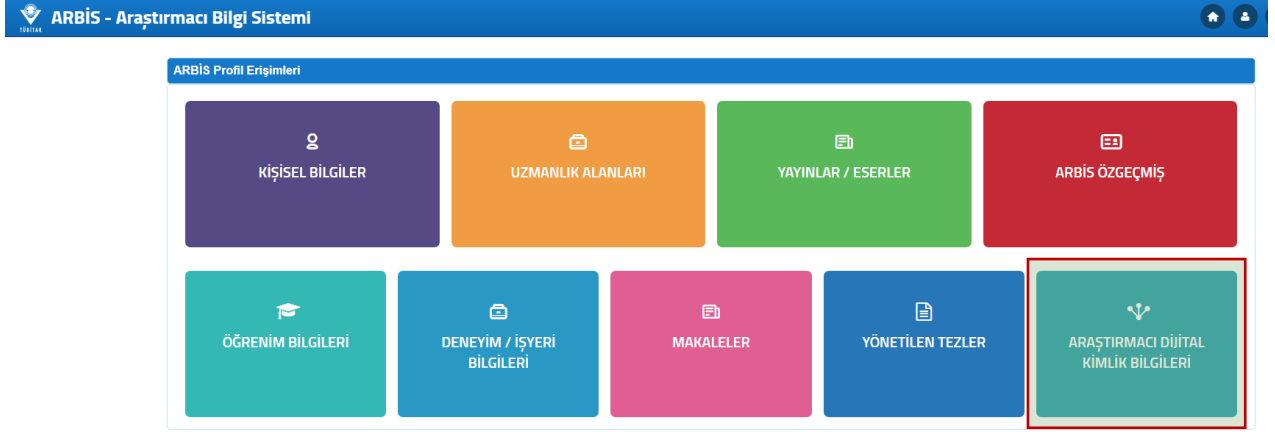 TÜBİTAK
ARBİS - Araştırmacı Bilgi Sistemi
ARBİS Profil Erişimleri
KİŞİSEL BİLGİLER
UZMANLIK ALANLARI
YAYINLAR / ESERLER
ARBİS ÖZGEÇMİŞ
ÖĞRENİM BİLGİLERİ
DENEYİM / İŞYERİ
BİLGİLERİ
MAKALELER
YÖNETİLEN TEZLER
ARAŞTIRMACI DİJİTAL
KİMLİK BİLGİLERİ